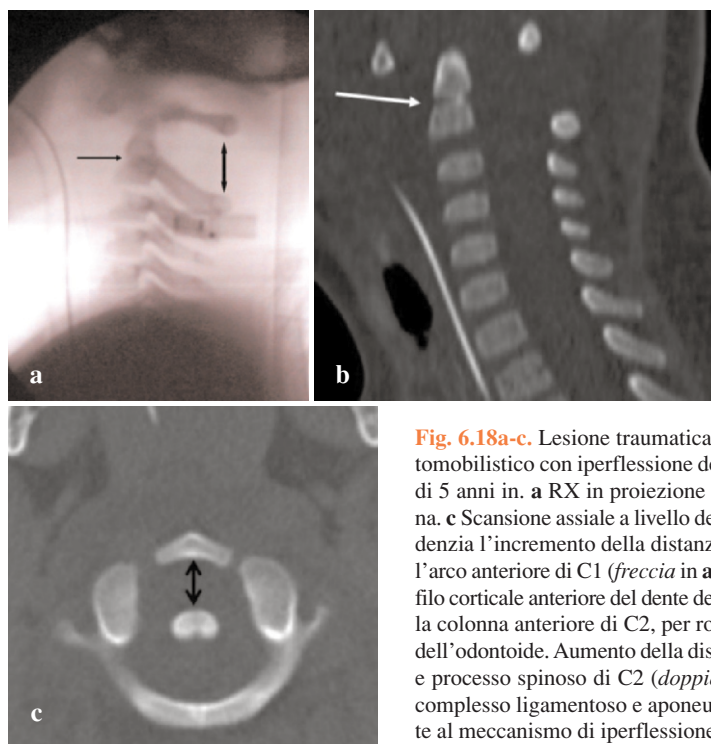 a
b
c
Fig. 6.18a-c. Lesione traumatica
tomobilistico con iperflessione de
di 5 anni in. a RX in proiezione
na. c Scansione assiale a livello de
denzia l'incremento della distanz
l'arco anteriore di C1 (freccia in a
filo corticale anteriore del dente de
la colonna anteriore di C2, per ro
dell'odontoide. Aumento della dis
e processo spinoso di C2 (doppi
complesso ligamentoso e aponeu
te al meccanismo di iperflessione